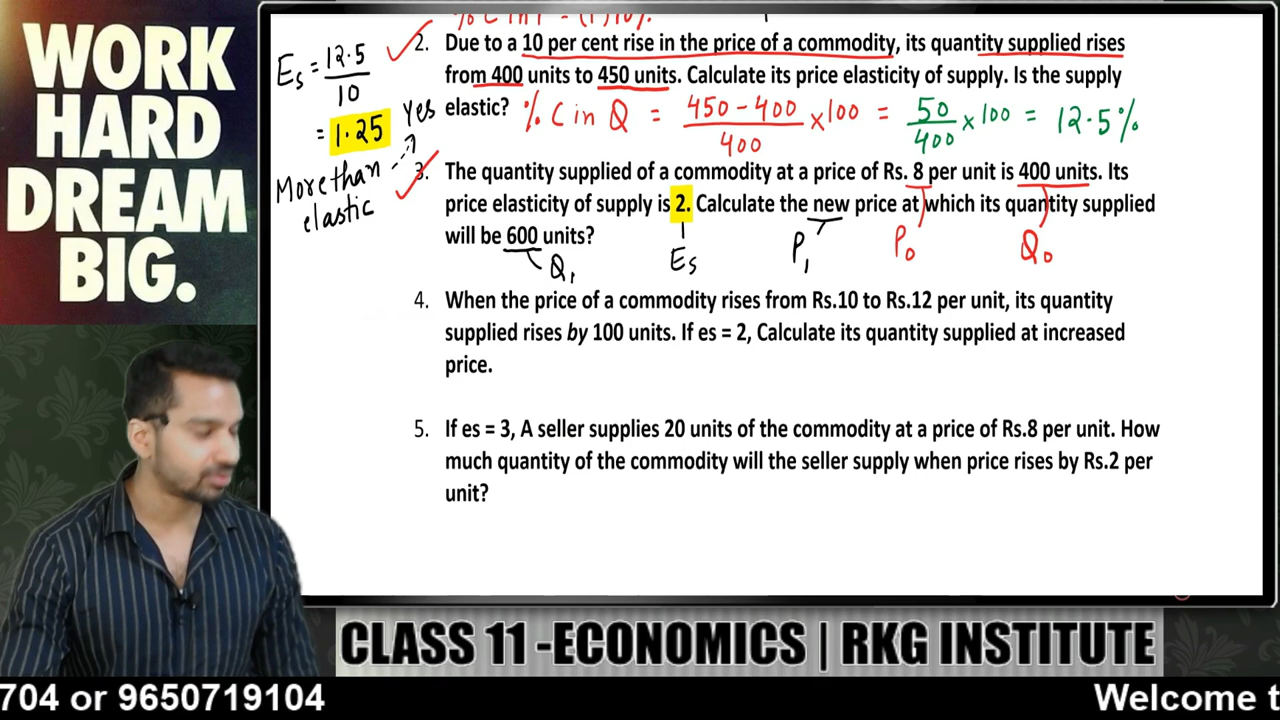 WORK
HARD
DREAM
BIG.
Es = 12.5 / 10
= 1.25
Yes
More than
elastic
2. Due to a 10 per cent rise in the price of a commodity, its quantity supplied rises
from 400 units to 450 units. Calculate its price elasticity of supply. Is the supply
elastic?
% C in Q = 450 - 400 / 400 × 100 = 50 / 400 × 100 = 12.5%
3. The quantity supplied of a commodity at a price of Rs. 8 per unit is 400 units. Its
price elasticity of supply is 2. Calculate the new price at which its quantity supplied
will be 600 units?
Q1 Es P1 P0 Q0
4. When the price of a commodity rises from Rs.10 to Rs.12 per unit, its quantity
supplied rises by 100 units. If es = 2, Calculate its quantity supplied at increased
price.
5. If es = 3, A seller supplies 20 units of the commodity at a price of Rs.8 per unit. How
much quantity of the commodity will the seller supply when price rises by Rs.2 per
unit?
CLASS 11 -ECONOMICS | RKG INSTITUTE
704 or 9650719104
Welcome t